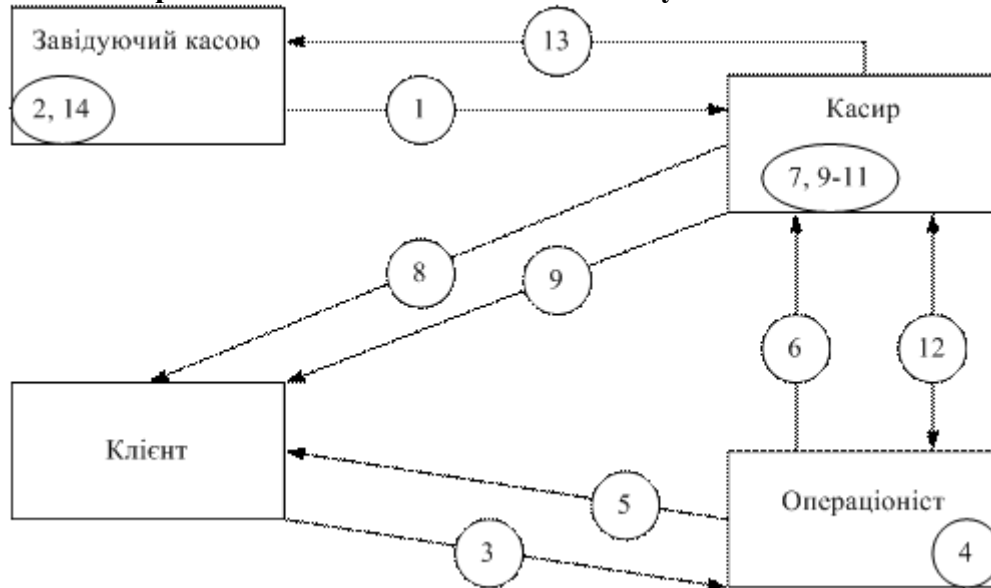 Завідуючий касою
13
2, 14
1
Касир
7, 9-11
8
9
6
12
Клієнт
5
Операціоніст
3
4